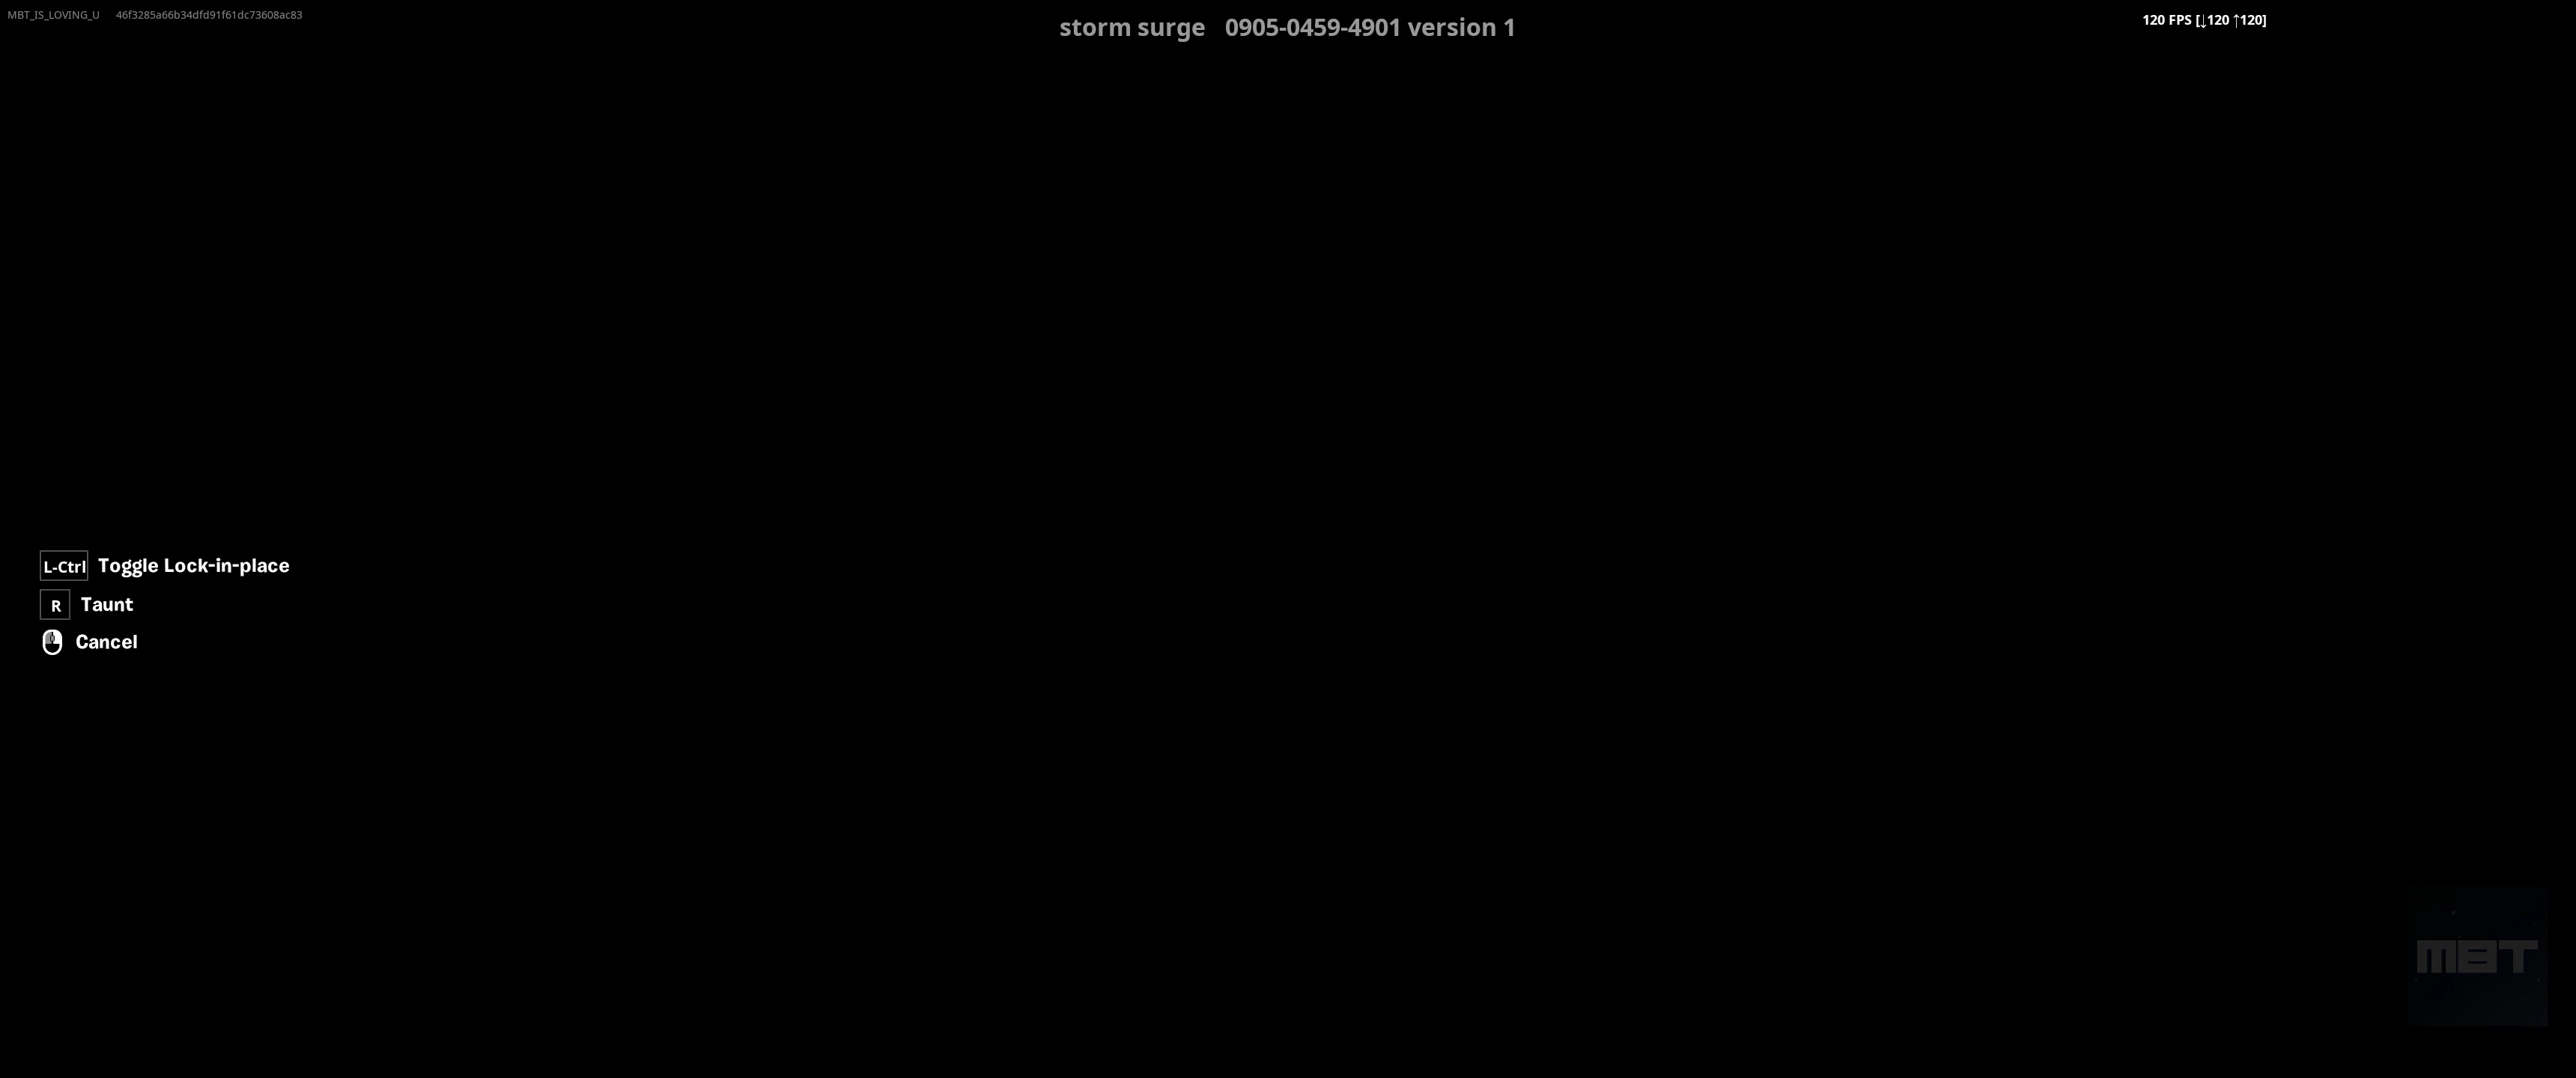 MBT_IS_LOVING_U 46f3285a66b34dfd91f61dc73608ac83
storm surge 0905-0459-4901 version 1
120 FPS [↓120 ↑120]
L-Ctrl Toggle Lock-in-place
R Taunt
Cancel
MBT